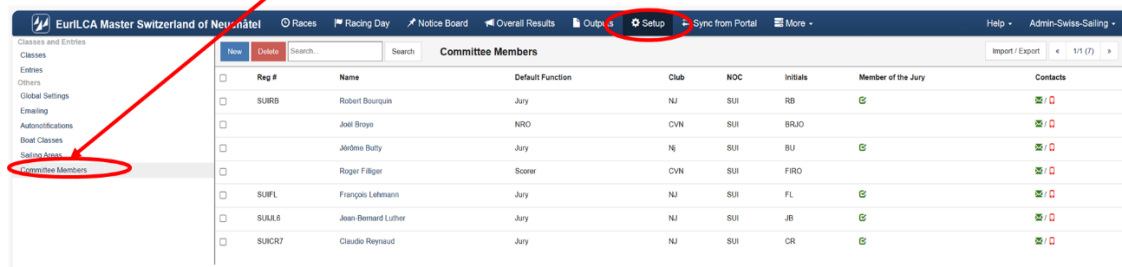 EurILCA Master Switzerland of Neuchâtel Races Racing Day Notice Board Overall Results Outputs Setup Sync from Portal More Help Admin-Swiss-Sailing
Classes and Entries
Classes
Entries
Others
Global Settings
Emailing
Autonotifications
Boat Classes
Sailing Areas
Committee Members
New Delete Search... Search Committee Members Import / Export « 1/1 (7) »
Reg # Name Default Function Club NOC Initials Member of the Jury Contacts
SUIRB Robert Bourquin Jury NJ SUI RB /
Joël Broye NRO CVN SUI BRJO /
Jérôme Butty Jury Nj SUI BU /
Roger Filliger Scorer CVN SUI FIRO /
SUIFL François Lehmann Jury NJ SUI FL /
SUIJL6 Jean-Bernard Luther Jury NJ SUI JB /
SUICR7 Claudio Reynaud Jury NJ SUI CR /